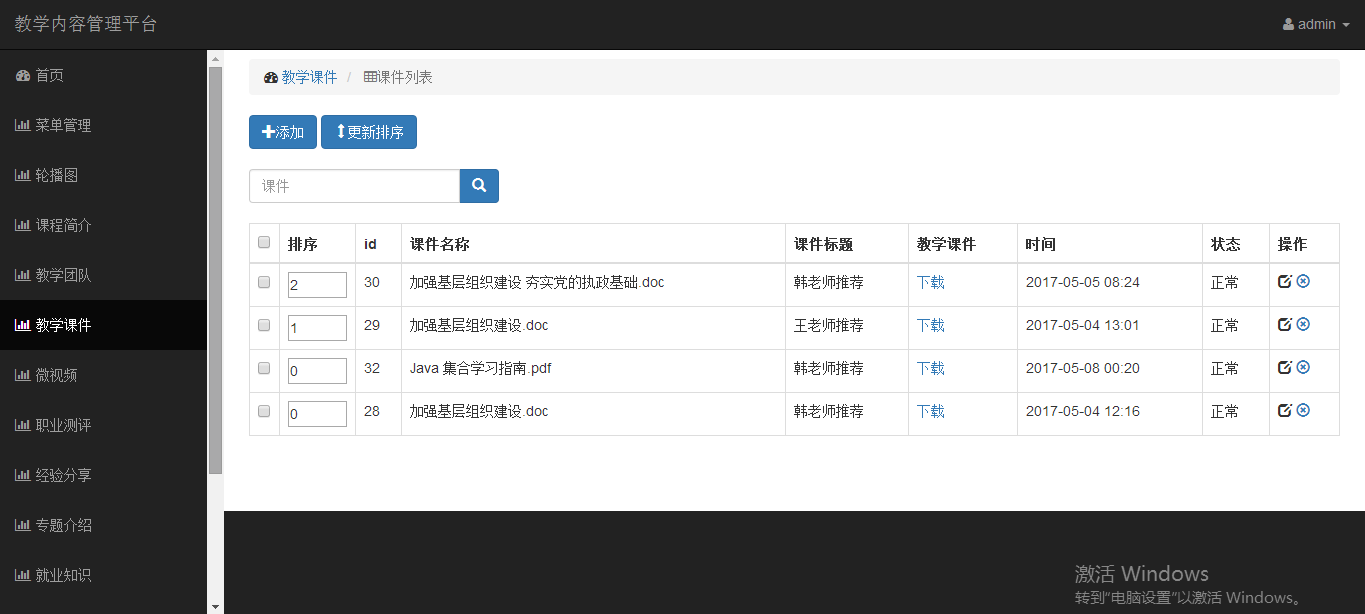 教学内容管理平台
admin
首页
菜单管理
轮播图
课程简介
教学团队
教学课件
微视频
职业测评
经验分享
专题介绍
就业知识
教学课件 / 课件列表
添加 更新排序
课件
排序 id 课件名称 课件标题 教学课件 时间 状态 操作
2 30 加强基层组织建设 夯实党的执政基础.doc 韩老师推荐 下载 2017-05-05 08:24 正常
1 29 加强基层组织建设.doc 王老师推荐 下载 2017-05-04 13:01 正常
0 32 Java 集合学习指南.pdf 韩老师推荐 下载 2017-05-08 00:20 正常
0 28 加强基层组织建设.doc 韩老师推荐 下载 2017-05-04 12:16 正常
激活 Windows
转到"电脑设置"以激活 Windows。